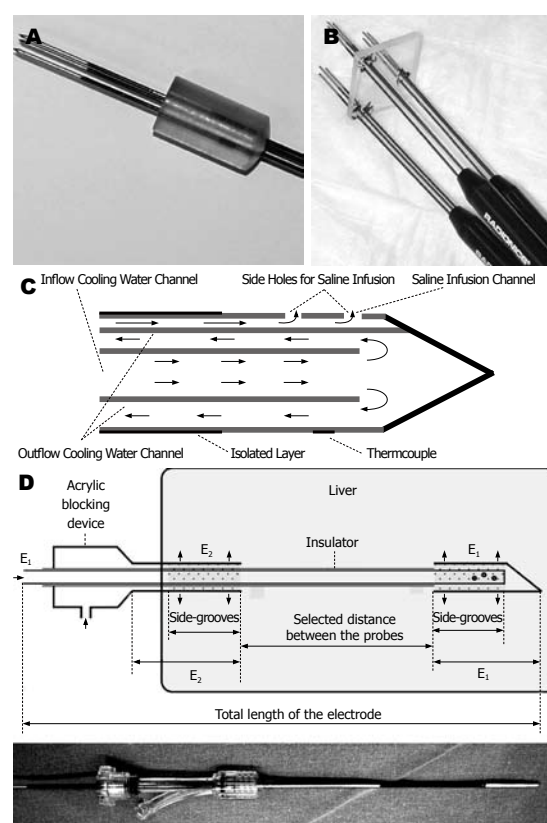 A
B
RADIONICS
RADIONICS
C
Inflow Cooling Water Channel
Side Holes for Saline Infusion
Saline Infusion Channel
Outflow Cooling Water Channel
Isolated Layer
Thermcouple
D
Acrylic
blocking
device
Liver
E1
E2
Insulator
E1
Side-grooves
Selected distance
between the probes
Side-grooves
E2
E1
Total length of the electrode